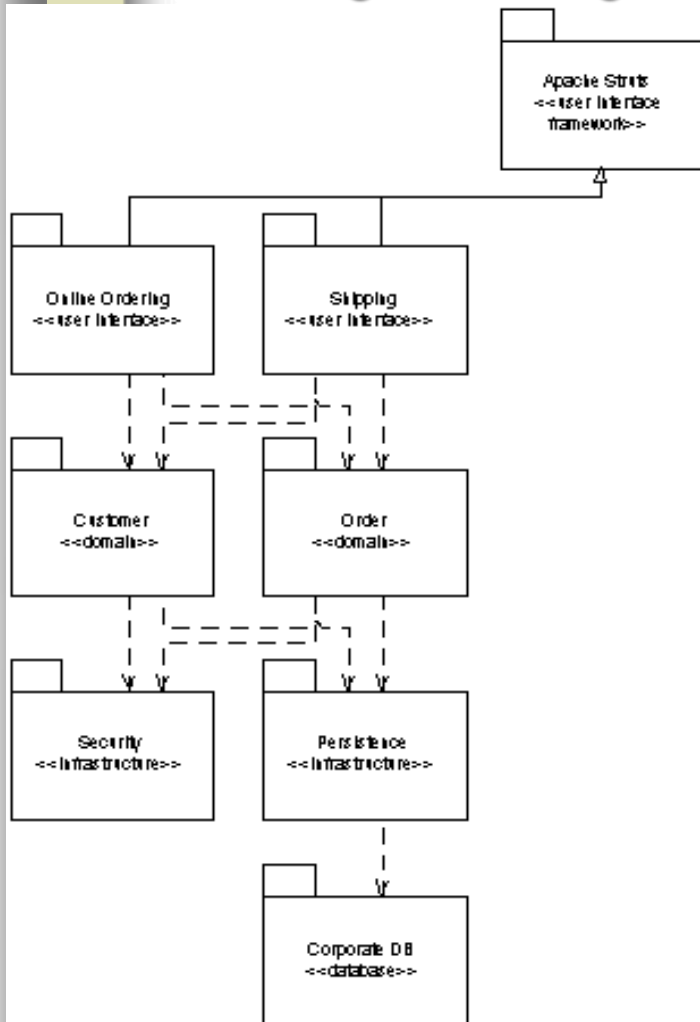 Apache Struts
<<user interface
framework>>
Online Ordering
<<user interface>>
Shipping
<<user interface>>
Customer
<<domain>>
Order
<<domain>>
Security
<<infrastructure>>
Persistence
<<infrastructure>>
Corporate DB
<<database>>